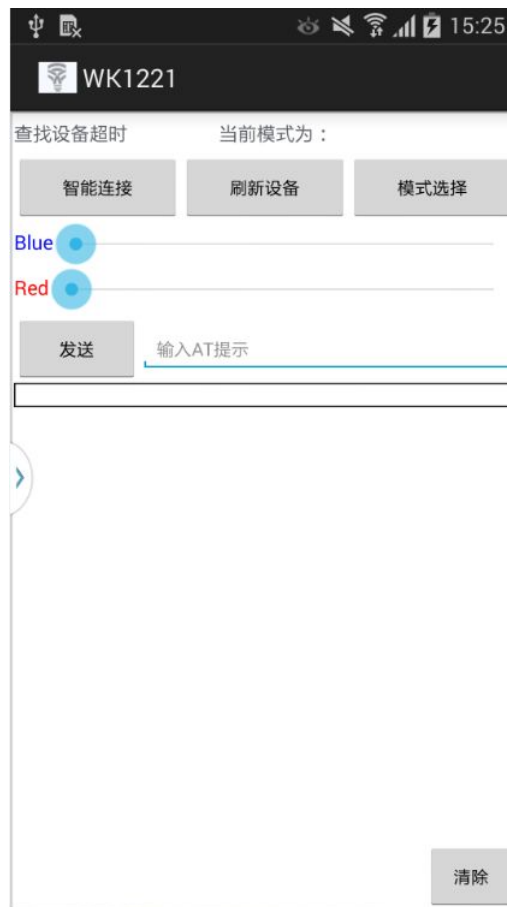 15:25
WK1221
查找设备超时 当前模式为：
智能连接 刷新设备 模式选择
Blue
Red
发送 输入AT提示
清除